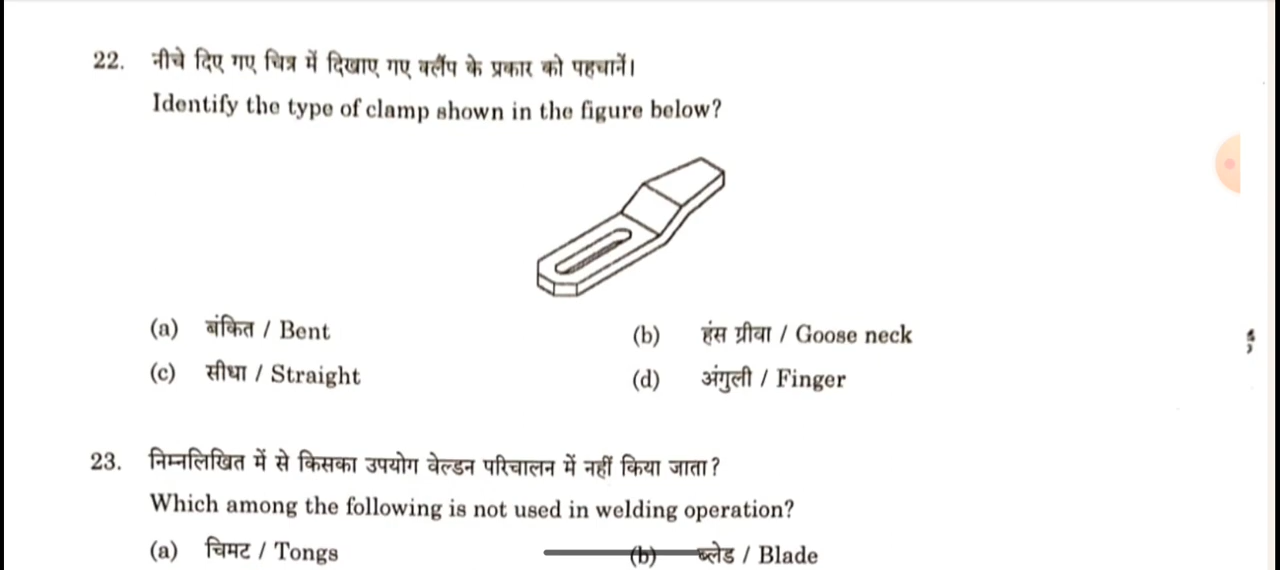 22. नीचे दिए गए चित्र में दिखाए गए क्लैंप के प्रकार को पहचानें।
Identify the type of clamp shown in the figure below?
(a) बंकित / Bent (b) हंस ग्रीवा / Goose neck
(c) सीधा / Straight (d) अंगुली / Finger
23. निम्नलिखित में से किसका उपयोग वेल्डन परिचालन में नहीं किया जाता?
Which among the following is not used in welding operation?
(a) चिमट / Tongs (b) ब्लेड / Blade